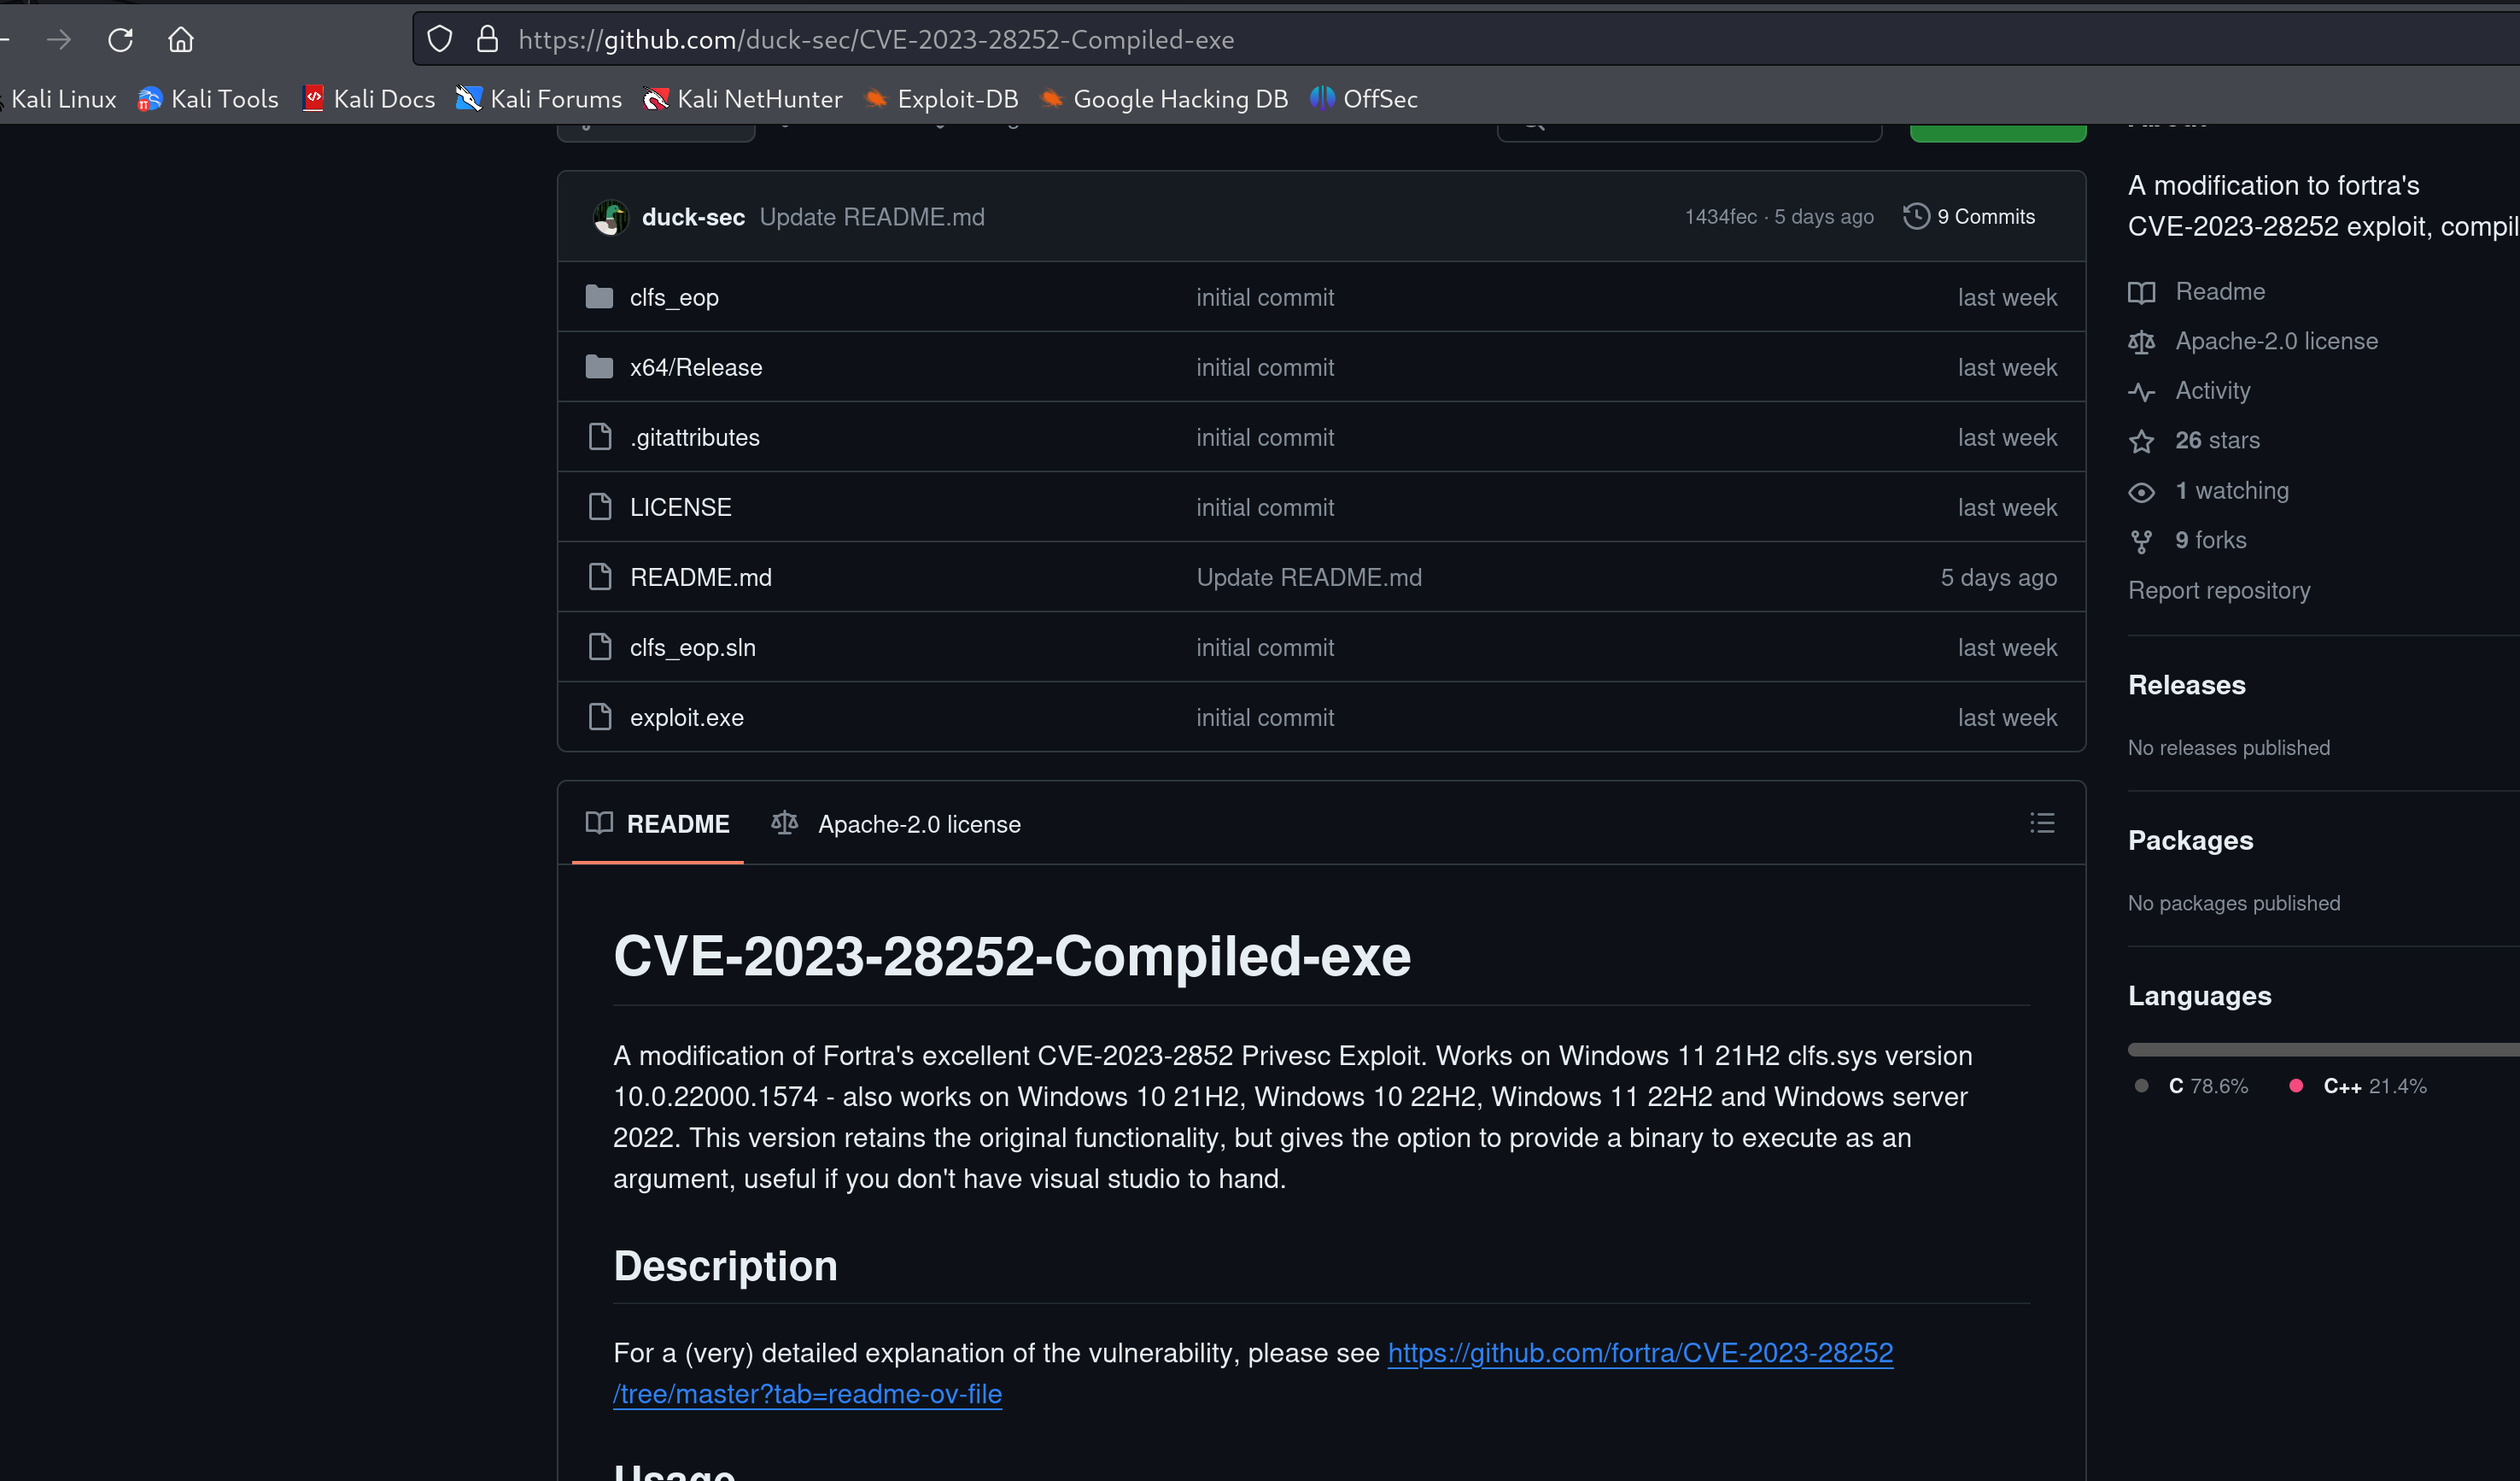 https://github.com/duck-sec/CVE-2023-28252-Compiled-exe
Kali Linux Kali Tools Kali Docs Kali Forums Kali NetHunter Exploit-DB Google Hacking DB OffSec
duck-sec Update README.md 1434fec · 5 days ago 9 Commits
clfs_eop initial commit last week
x64/Release initial commit last week
.gitattributes initial commit last week
LICENSE initial commit last week
README.md Update README.md 5 days ago
clfs_eop.sln initial commit last week
exploit.exe initial commit last week
README Apache-2.0 license
CVE-2023-28252-Compiled-exe
A modification of Fortra's excellent CVE-2023-2852 Privesc Exploit. Works on Windows 11 21H2 clfs.sys version
10.0.22000.1574 - also works on Windows 10 21H2, Windows 10 22H2, Windows 11 22H2 and Windows server
2022. This version retains the original functionality, but gives the option to provide a binary to execute as an
argument, useful if you don't have visual studio to hand.
Description
For a (very) detailed explanation of the vulnerability, please see https://github.com/fortra/CVE-2023-28252
/tree/master?tab=readme-ov-file
Usage
A modification to fortra's
CVE-2023-28252 exploit, compil
Readme
Apache-2.0 license
Activity
26 stars
1 watching
9 forks
Report repository
Releases
No releases published
Packages
No packages published
Languages
C 78.6% C++ 21.4%